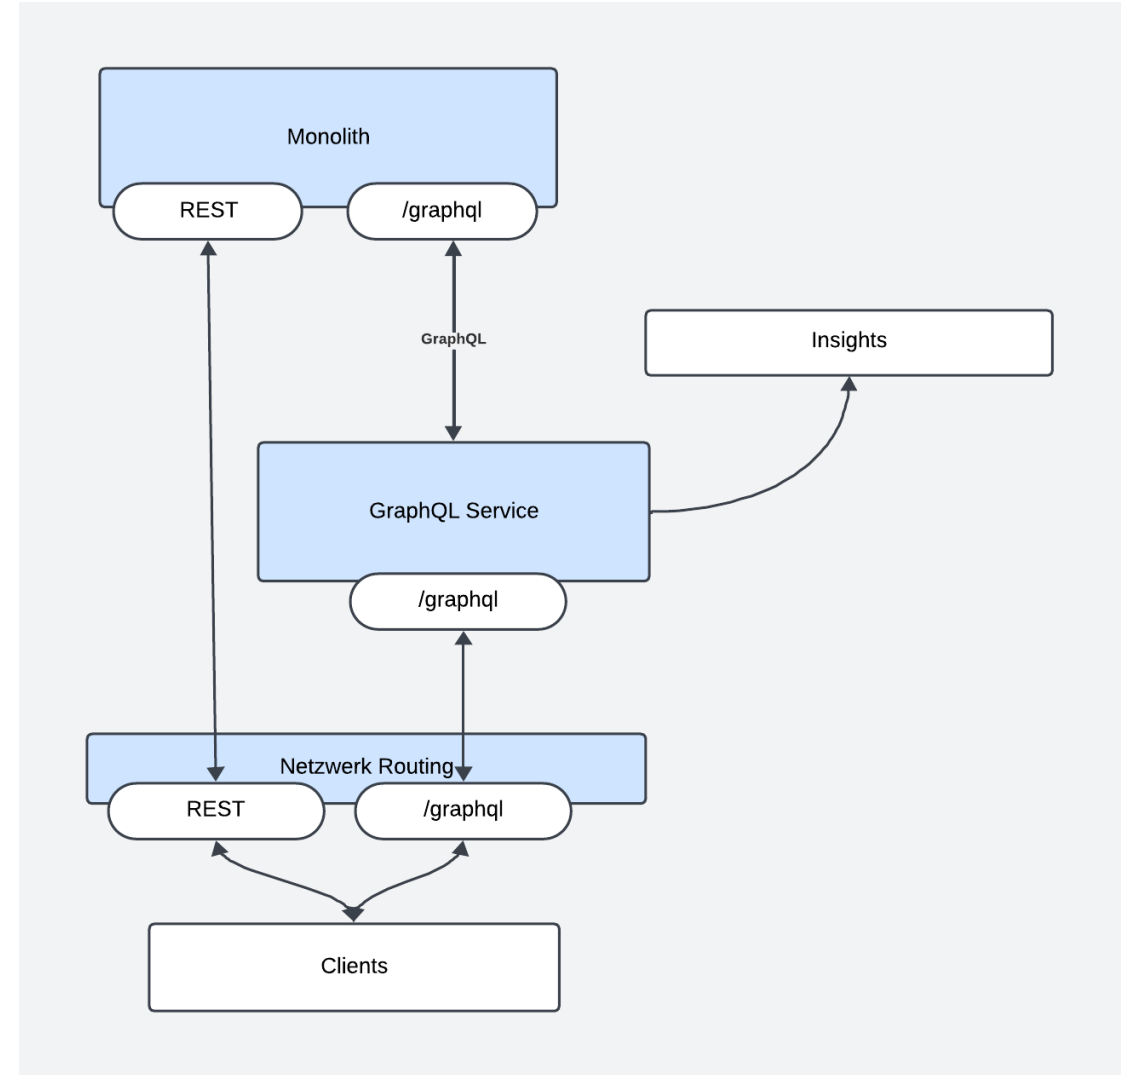 Monolith
REST
/graphql
GraphQL
Insights
GraphQL Service
/graphql
Netzwerk Routing
REST
/graphql
Clients